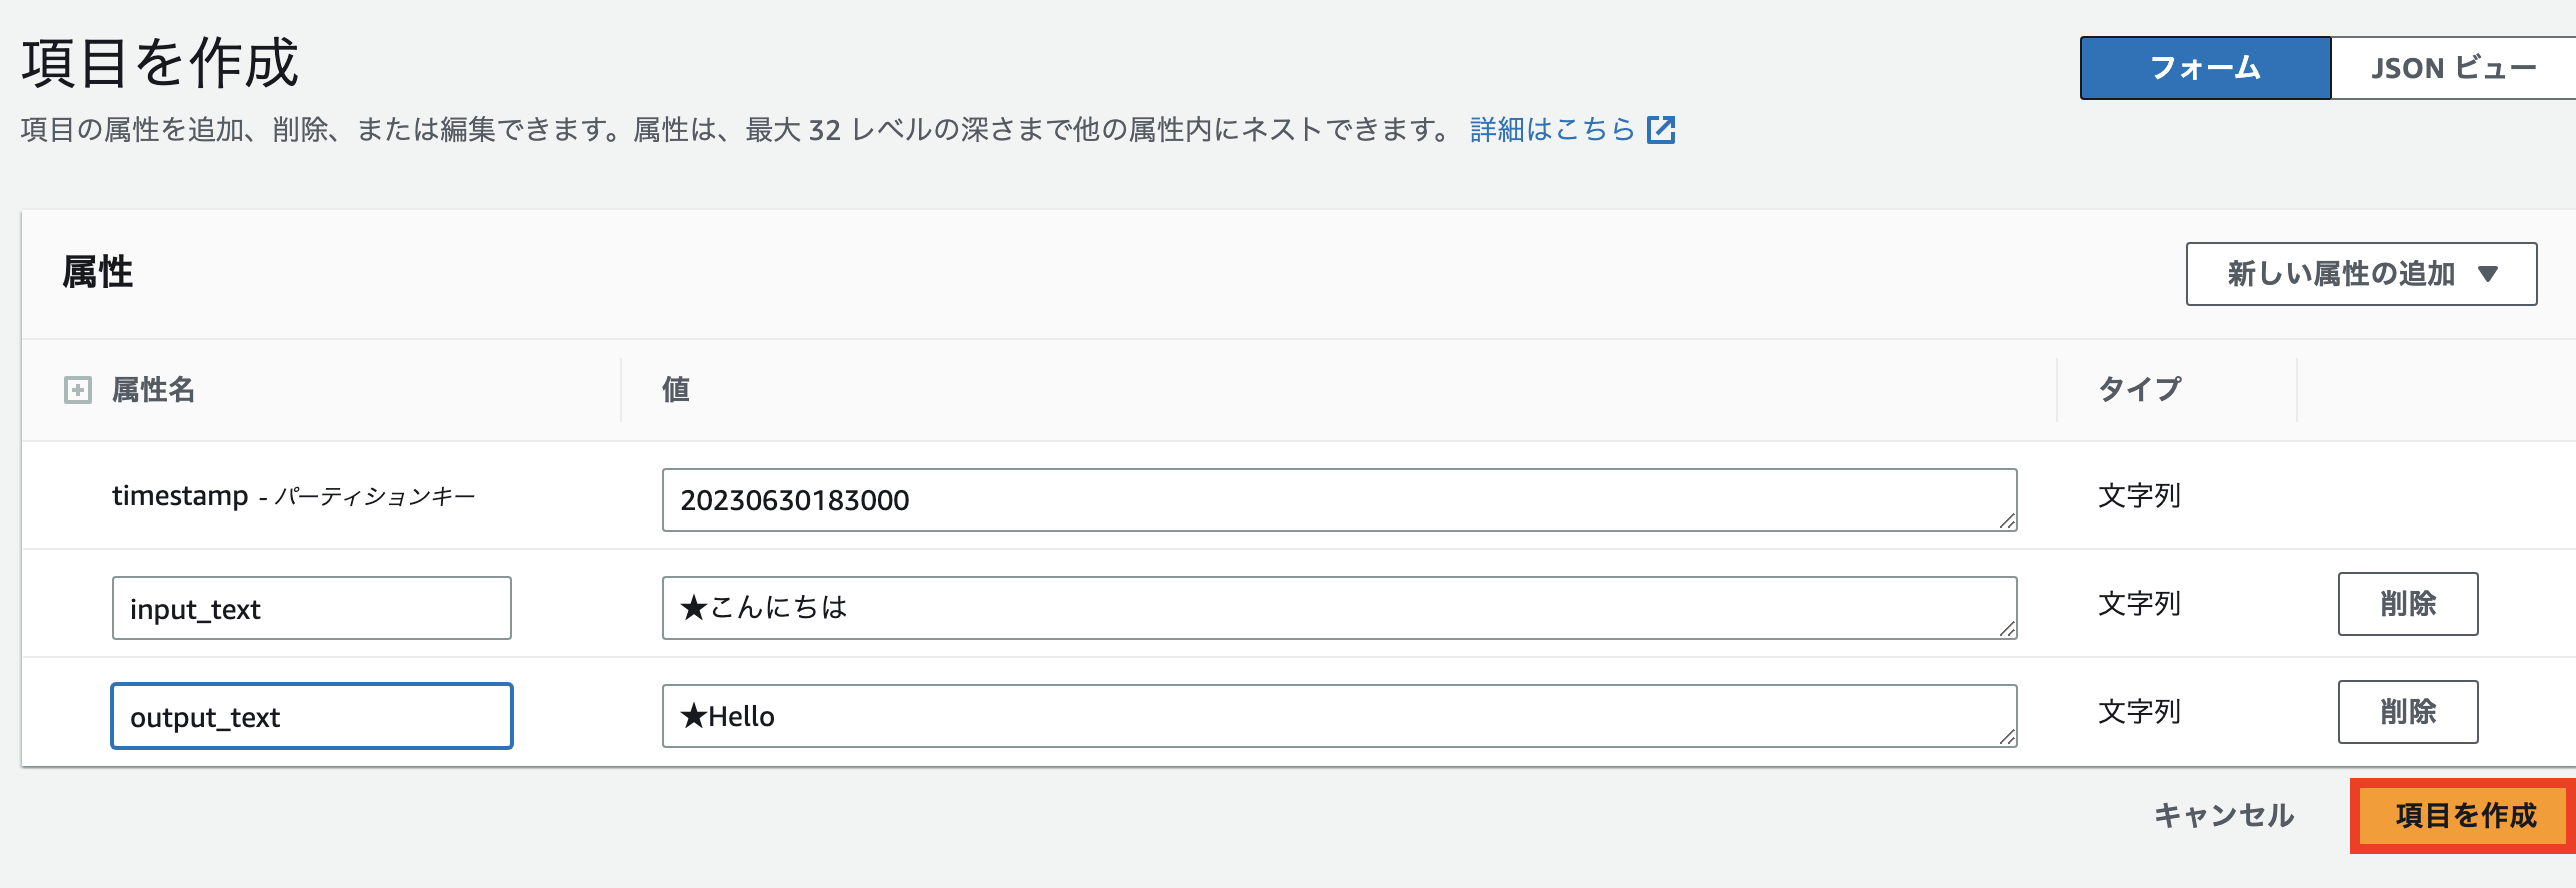 項目を作成
フォーム JSON ビュー
項目の属性を追加、削除、または編集できます。属性は、最大 32 レベルの深さまで他の属性内にネストできます。 詳細はこちら
属性
新しい属性の追加 ▼
属性名 値 タイプ
timestamp - パーティションキー 20230630183000 文字列
input_text ★こんにちは 文字列 削除
output_text ★Hello 文字列 削除
キャンセル 項目を作成